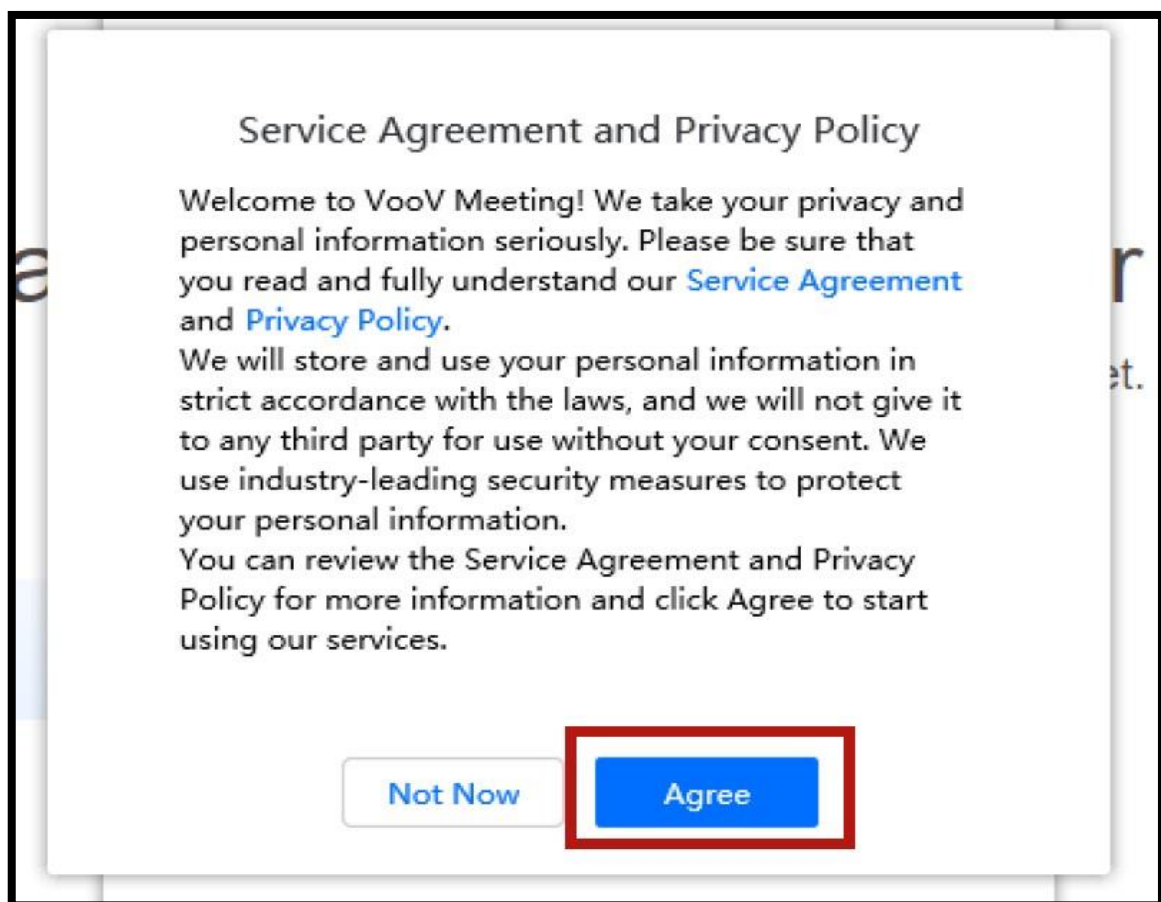 Service Agreement and Privacy Policy
Welcome to VooV Meeting! We take your privacy and
personal information seriously. Please be sure that
you read and fully understand our Service Agreement
and Privacy Policy.
We will store and use your personal information in
strict accordance with the laws, and we will not give it
to any third party for use without your consent. We
use industry-leading security measures to protect
your personal information.
You can review the Service Agreement and Privacy
Policy for more information and click Agree to start
using our services.
Not Now
Agree